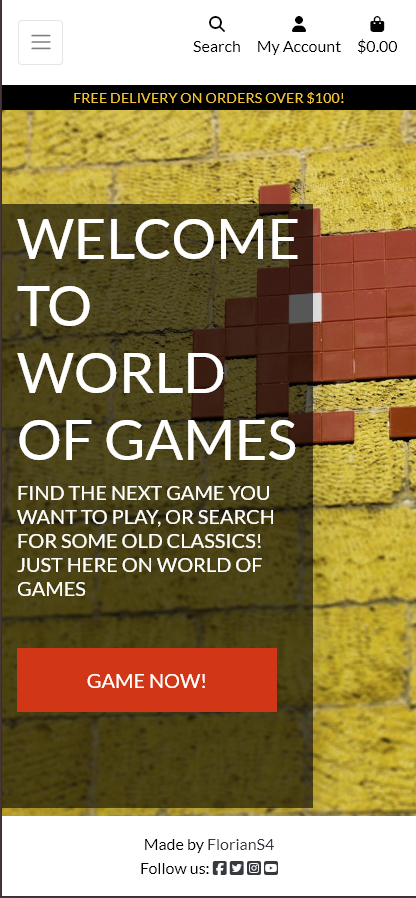 Search My Account $0.00
FREE DELIVERY ON ORDERS OVER $100!
WELCOME
TO
WORLD
OF GAMES
FIND THE NEXT GAME YOU
WANT TO PLAY, OR SEARCH
FOR SOME OLD CLASSICS!
JUST HERE ON WORLD OF
GAMES
GAME NOW!
Made by FlorianS4
Follow us: